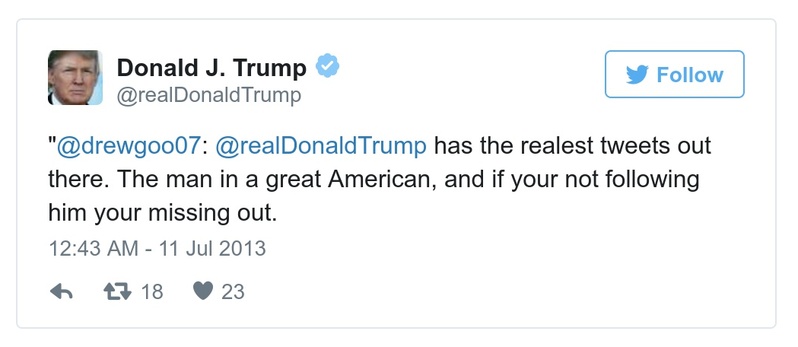 Donald J. Trump
Follow
@realDonaldTrump
"@drewgoo07: @realDonaldTrump has the realest tweets out
there. The man in a great American, and if your not following
him your missing out.
12:43 AM - 11 Jul 2013
18 23